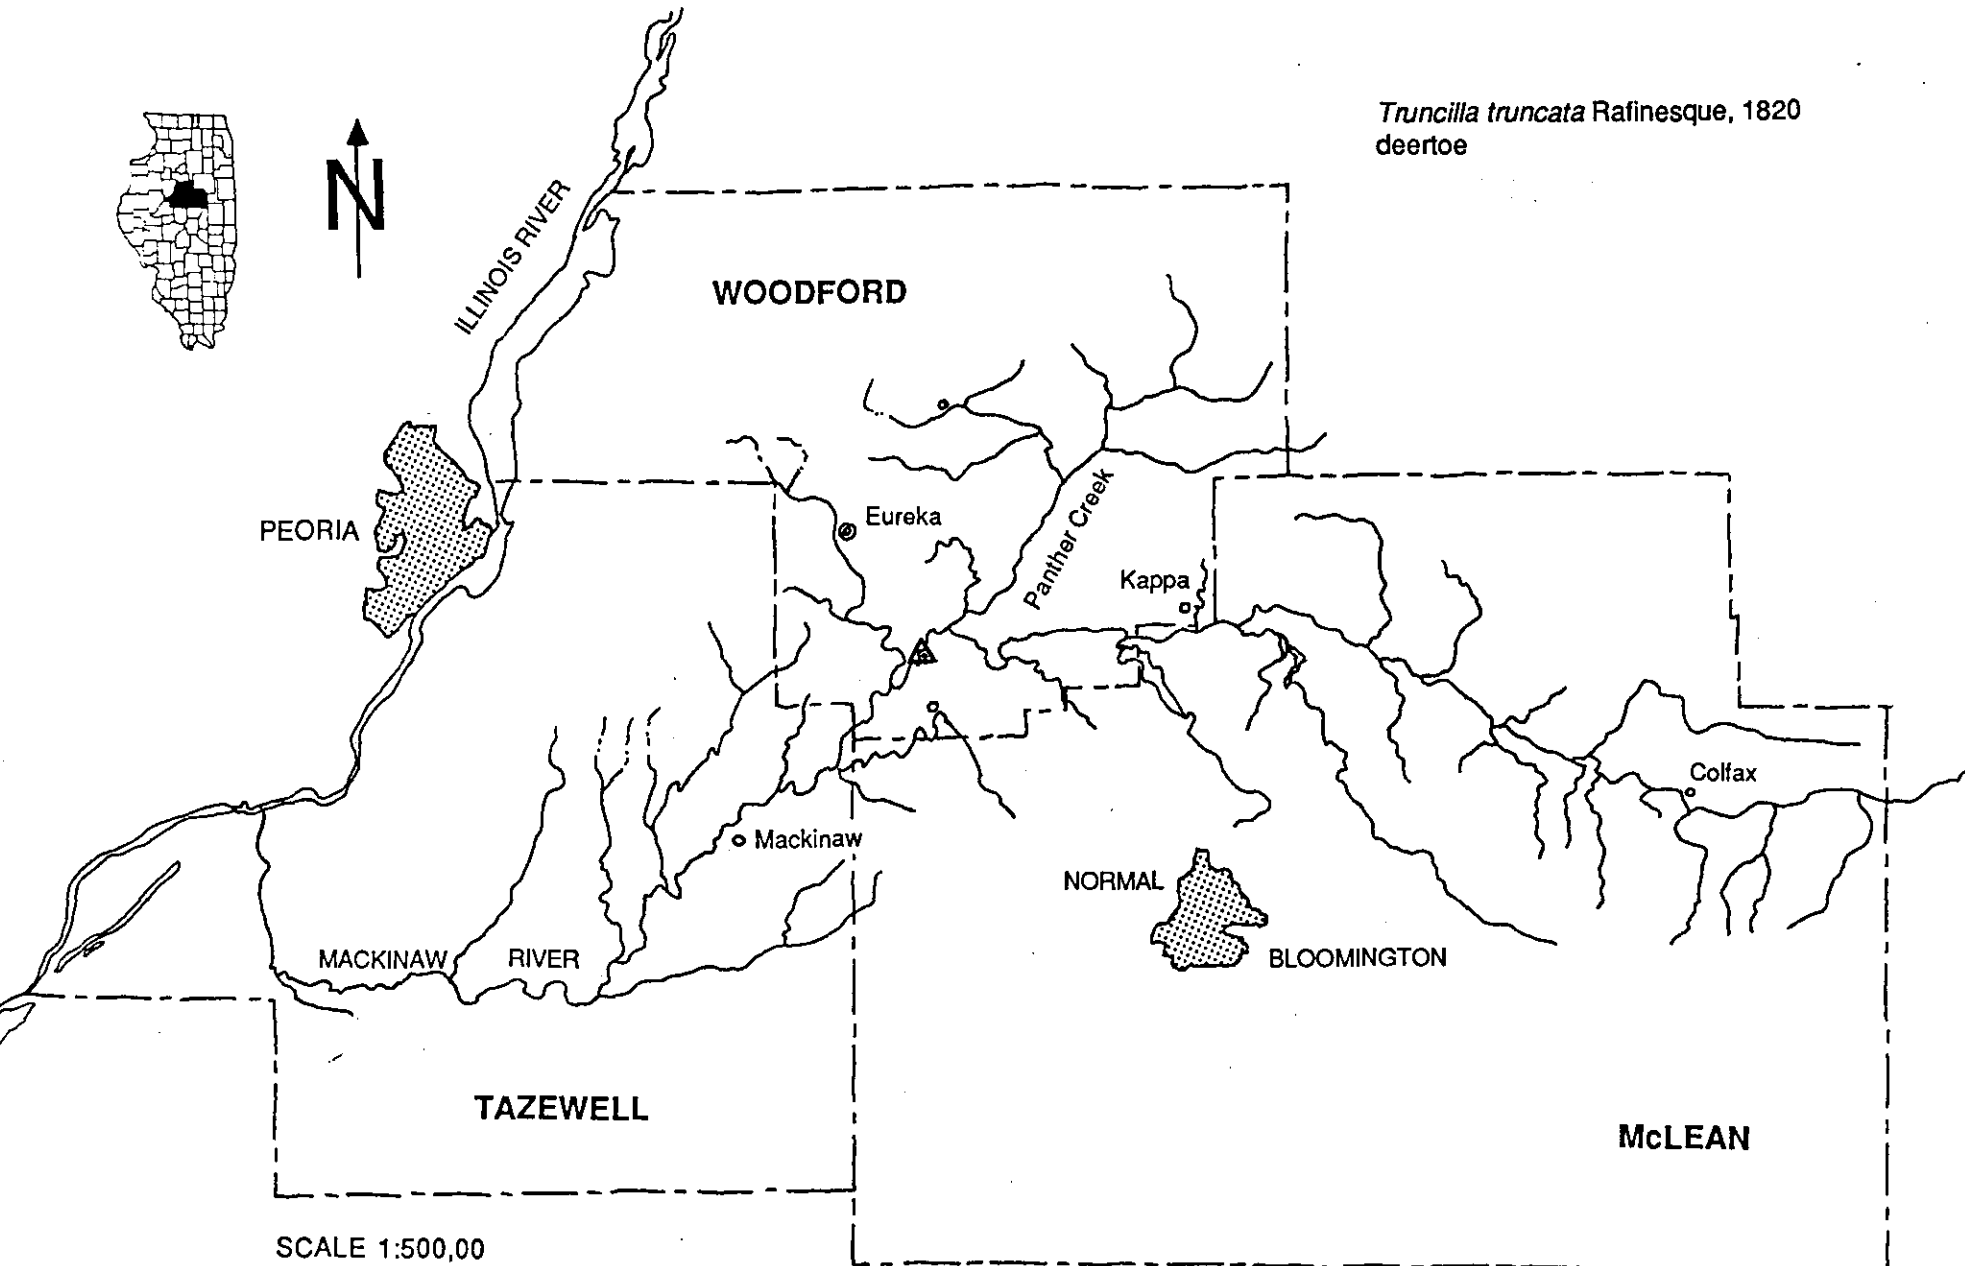 Truncilla truncata Rafinesque, 1820
deertoe
N
ILLINOIS RIVER
WOODFORD
PEORIA
Eureka
Panther Creek
Kappa
Colfax
Mackinaw
NORMAL
BLOOMINGTON
MACKINAW RIVER
TAZEWELL
McLEAN
SCALE 1:500,00